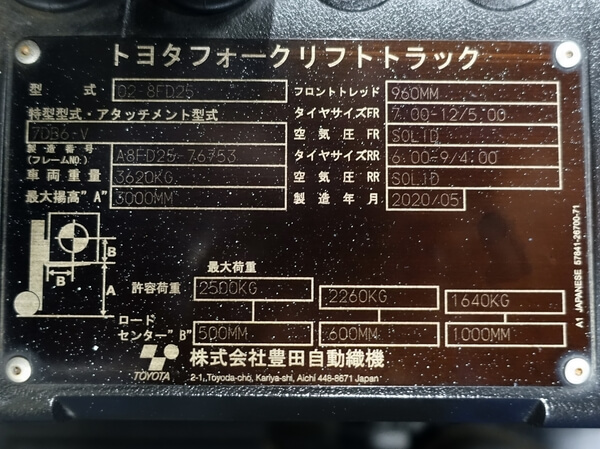 トヨタフォークリフトトラック
型式 02-8FD25 フロントトレッド 960MM
特型型式・アタッチメント型式 タイヤサイズFR 7.00-12/5.00
7DB6-V 空気圧 FR SOLID
製造番号 (フレームNO.) A8FD25-76753 タイヤサイズRR 6.00-9/4.00
車両重量 3620KG 空気圧 RR SOLID
最大揚高"A" 3000MM 製造年月 2020/05
B
B A
最大荷重
許容荷重 2500KG 2260KG 1640KG
ロードセンター"B" 500MM 600MM 1000MM
TOYOTA 株式会社豊田自動織機
2-1, Toyoda-cho, Kariya-shi, Aichi 448-8671 Japan
A1 JAPANESE 57841-26700-71